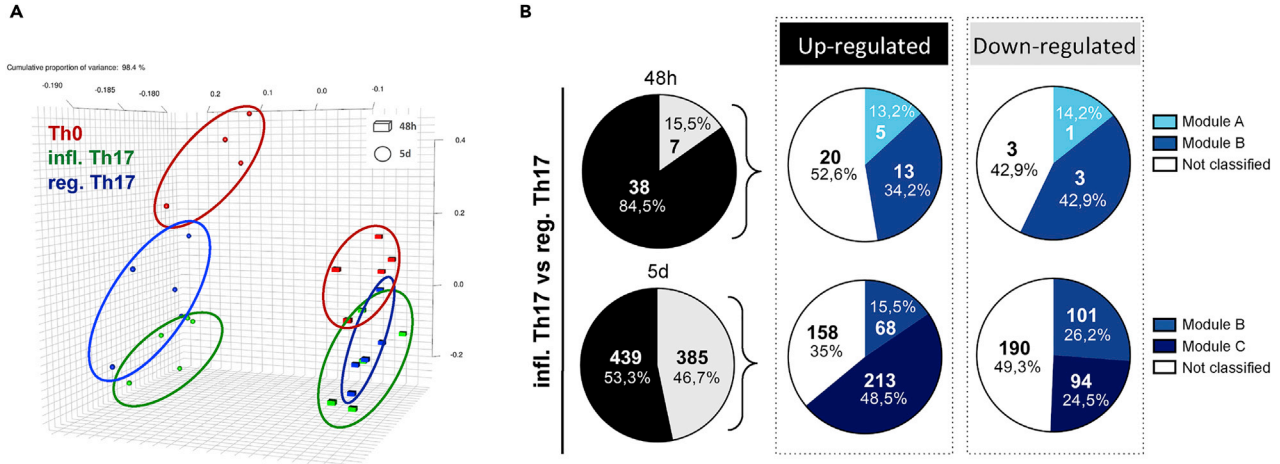 A
Cumulative proportion of variance: 98.4 %
-0.190
-0.185
-0.180
0.2
0.1
0.0
-0.1
Th0
infl. Th17
reg. Th17
48h
5d
0.4
0.2
0.0
-0.2
B
infl. Th17 vs reg. Th17
Up-regulated
Down-regulated
48h
15,5%
7
38
84,5%
13,2%
5
20
52,6%
13
34,2%
14,2%
1
3
42,9%
3
42,9%
Module A
Module B
Not classified
5d
439
53,3%
385
46,7%
15,5%
68
158
35%
213
48,5%
101
26,2%
190
49,3%
94
24,5%
Module B
Module C
Not classified